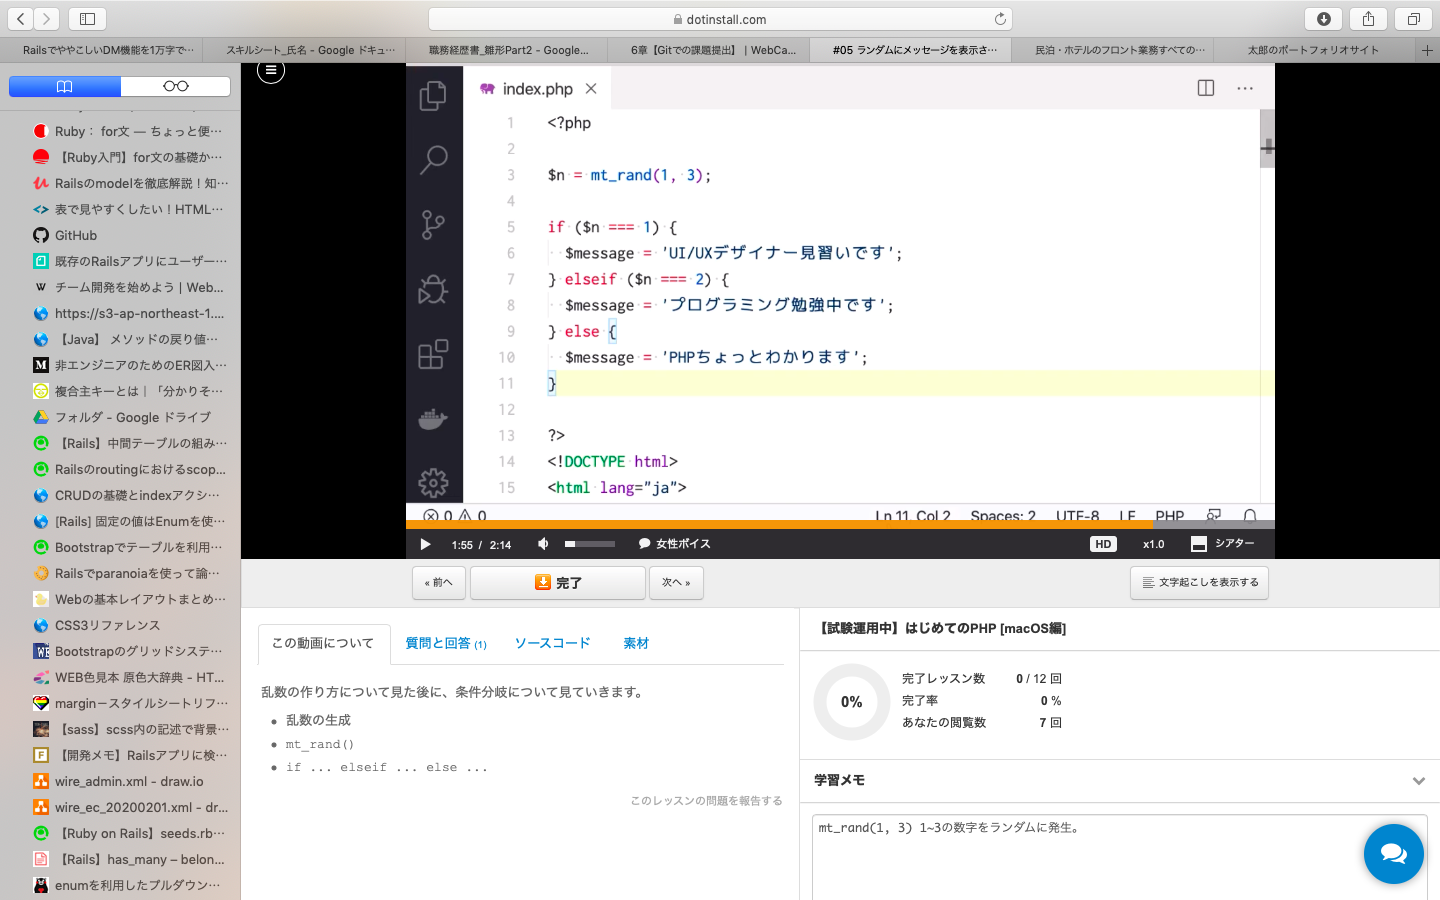 dotinstall.com
RailsでややこしいDM機能を1万字で…
スキルシート_氏名 - Google ドキュ…
職務経歴書_雛形Part2 - Google…
6章【Gitでの課題提出】 | WebCa…
#05 ランダムにメッセージを表示さ…
民泊・ホテルのフロント業務すべての…
太郎のポートフォリオサイト
Ruby： for文 — ちょっと便…
【Ruby入門】for文の基礎か…
Railsのmodelを徹底解説！知…
表で見やすくしたい！HTML…
GitHub
既存のRailsアプリにユーザー…
チーム開発を始めよう | Web…
https://s3-ap-northeast-1.…
【Java】 メソッドの戻り値…
非エンジニアのためのER図入…
複合主キーとは｜「分かりそ…
フォルダ - Google ドライブ
【Rails】中間テーブルの組み…
Railsのroutingにおけるscop…
CRUDの基礎とindexアクシ…
[Rails] 固定の値はEnumを使…
Bootstrapでテーブルを利用…
Railsでparanoiaを使って論…
Webの基本レイアウトまとめ…
CSS3リファレンス
Bootstrapのグリッドシステ…
WEB色見本 原色大辞典 - HT…
margin－スタイルシートリフ…
【sass】scss内の記述で背景…
【開発メモ】Railsアプリに検…
wire_admin.xml - draw.io
wire_ec_20200201.xml - dr…
【Ruby on Rails】seeds.rb…
【Rails】has_many – belon…
enumを利用したプルダウン…
index.php
1 <?php
2
3 $n = mt_rand(1, 3);
4
5 if ($n === 1) {
6 $message = 'UI/UXデザイナー見習いです';
7 } elseif ($n === 2) {
8 $message = 'プログラミング勉強中です';
9 } else {
10 $message = 'PHPちょっとわかります';
11 }
12
13 ?>
14 <!DOCTYPE html>
15 <html lang="ja">
0 0 Ln 11, Col 2 Spaces: 2 UTF-8 LF PHP
1:55 / 2:14 女性ボイス HD x1.0 シアター
« 前へ 完了 次へ » 文字起こしを表示する
この動画について 質問と回答 (1) ソースコード 素材
乱数の作り方について見た後に、条件分岐について見ていきます。
• 乱数の生成
• mt_rand()
• if ... elseif ... else ...
このレッスンの問題を報告する
【試験運用中】はじめてのPHP [macOS編]
0%
完了レッスン数 0 / 12 回
完了率 0 %
あなたの閲覧数 7 回
学習メモ
mt_rand(1, 3) 1~3の数字をランダムに発生。